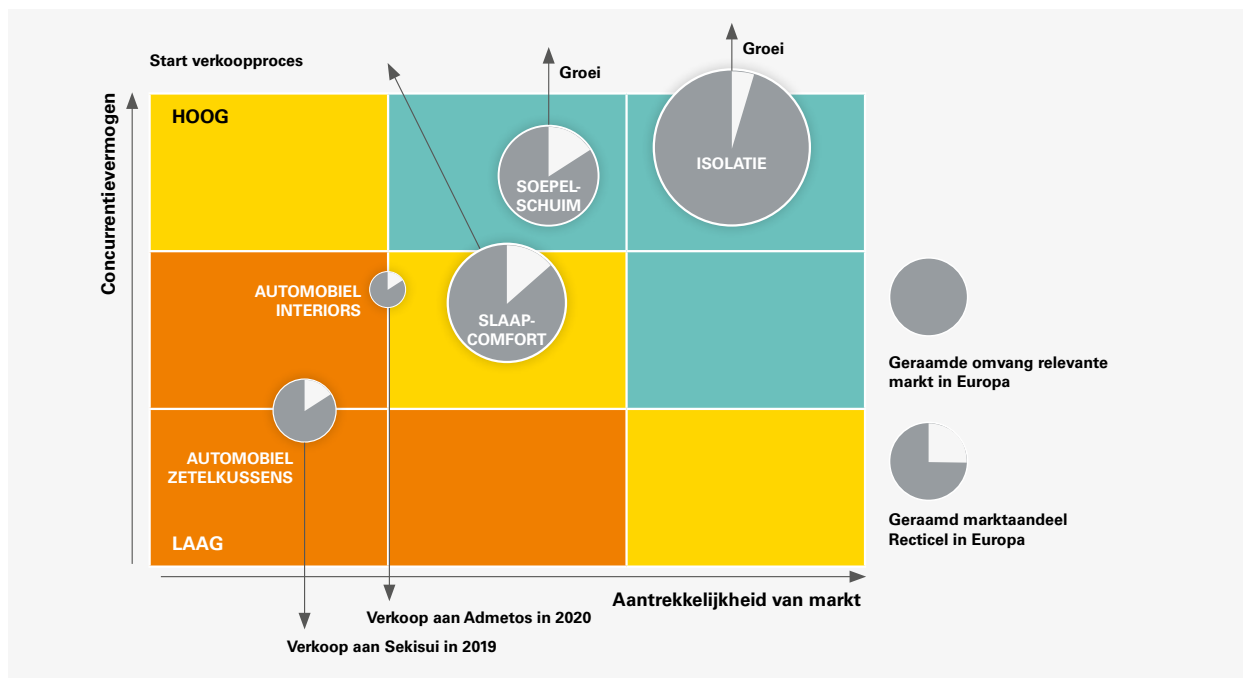 Start verkoopproces
Groei
Groei
Concurrentievermogen
HOOG
ISOLATIE
SOEPEL-
SCHUIM
AUTOMOBIEL
INTERIORS
SLAAP-
COMFORT
Geraamde omvang relevante
markt in Europa
AUTOMOBIEL
ZETELKUSSENS
Geraamd marktaandeel
Recticel in Europa
LAAG
Aantrekkelijkheid van markt
Verkoop aan Admetos in 2020
Verkoop aan Sekisui in 2019